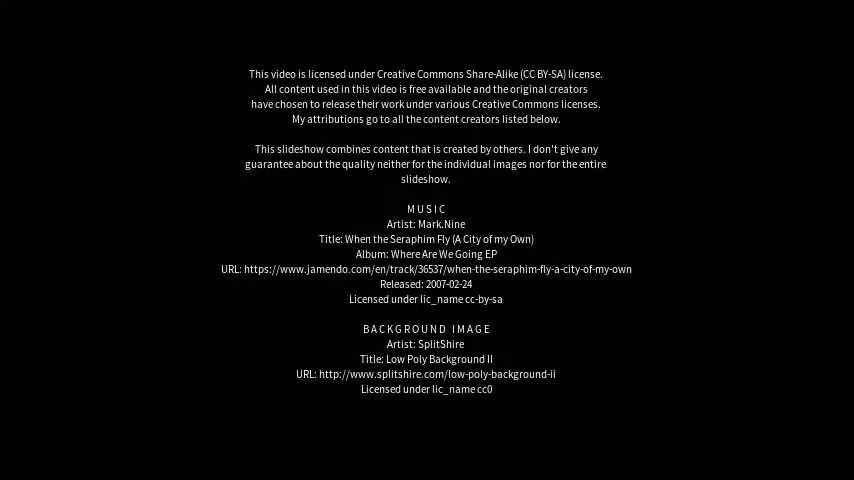 This video is licensed under Creative Commons Share-Alike (CC BY-SA) license.
All content used in this video is free available and the original creators
have chosen to release their work under various Creative Commons licenses.
My attributions go to all the content creators listed below.
This slideshow combines content that is created by others. I don't give any
guarantee about the quality neither for the individual images nor for the entire
slideshow.
MUSIC
Artist: Mark.Nine
Title: When the Seraphim Fly (A City of my Own)
Album: Where Are We Going EP
URL: https://www.jamendo.com/en/track/36537/when-the-seraphim-fly-a-city-of-my-own
Released: 2007-02-24
Licensed under lic_name cc-by-sa
BACKGROUND IMAGE
Artist: SplitShire
Title: Low Poly Background II
URL: http://www.splitshire.com/low-poly-background-ii
Licensed under lic_name cc0